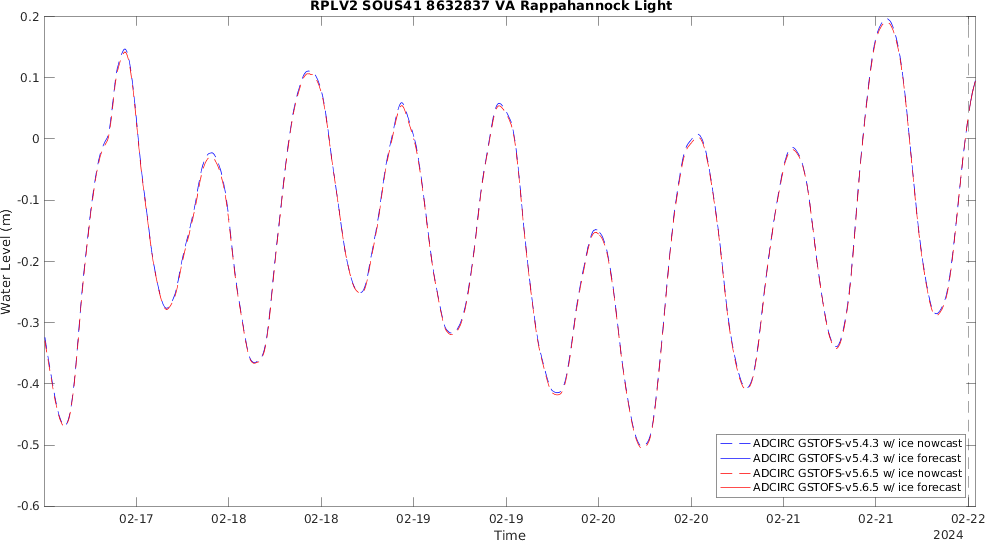 RPLV2 SOUS41 8632837 VA Rappahannock Light
0.2
0.1
0
-0.1
-0.2
-0.3
-0.4
-0.5
-0.6
Water Level (m)
ADCIRC GSTOFS-v5.4.3 w/ ice nowcast
ADCIRC GSTOFS-v5.4.3 w/ ice forecast
ADCIRC GSTOFS-v5.6.5 w/ ice nowcast
ADCIRC GSTOFS-v5.6.5 w/ ice forecast
02-17 02-18 02-18 02-19 02-19 02-20 02-20 02-21 02-21 02-22
Time 2024